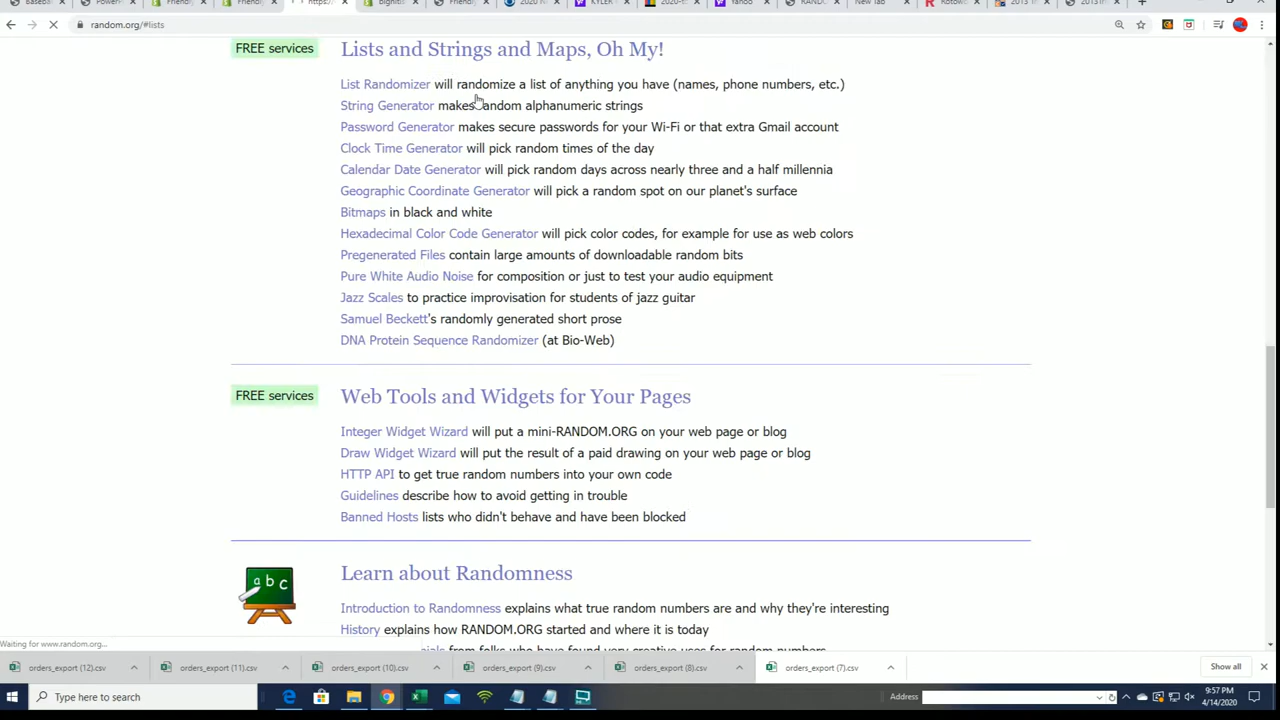 random.org/#lists
FREE services
Lists and Strings and Maps, Oh My!
List Randomizer will randomize a list of anything you have (names, phone numbers, etc.)
String Generator makes random alphanumeric strings
Password Generator makes secure passwords for your Wi-Fi or that extra Gmail account
Clock Time Generator will pick random times of the day
Calendar Date Generator will pick random days across nearly three and a half millennia
Geographic Coordinate Generator will pick a random spot on our planet's surface
Bitmaps in black and white
Hexadecimal Color Code Generator will pick color codes, for example for use as web colors
Pregenerated Files contain large amounts of downloadable random bits
Pure White Audio Noise for composition or just to test your audio equipment
Jazz Scales to practice improvisation for students of jazz guitar
Samuel Beckett's randomly generated short prose
DNA Protein Sequence Randomizer (at Bio-Web)
FREE services
Web Tools and Widgets for Your Pages
Integer Widget Wizard will put a mini-RANDOM.ORG on your web page or blog
Draw Widget Wizard will put the result of a paid drawing on your web page or blog
HTTP API to get true random numbers into your own code
Guidelines describe how to avoid getting in trouble
Banned Hosts lists who didn't behave and have been blocked
a b c
Learn about Randomness
Introduction to Randomness explains what true random numbers are and why they're interesting
History explains how RANDOM.ORG started and where it is today
Waiting for www.random.org...
orders_export (12).csv
orders_export (11).csv
orders_export (10).csv
orders_export (9).csv
orders_export (8).csv
orders_export (7).csv
Show all
Type here to search
Address
9:57 PM
4/14/2020